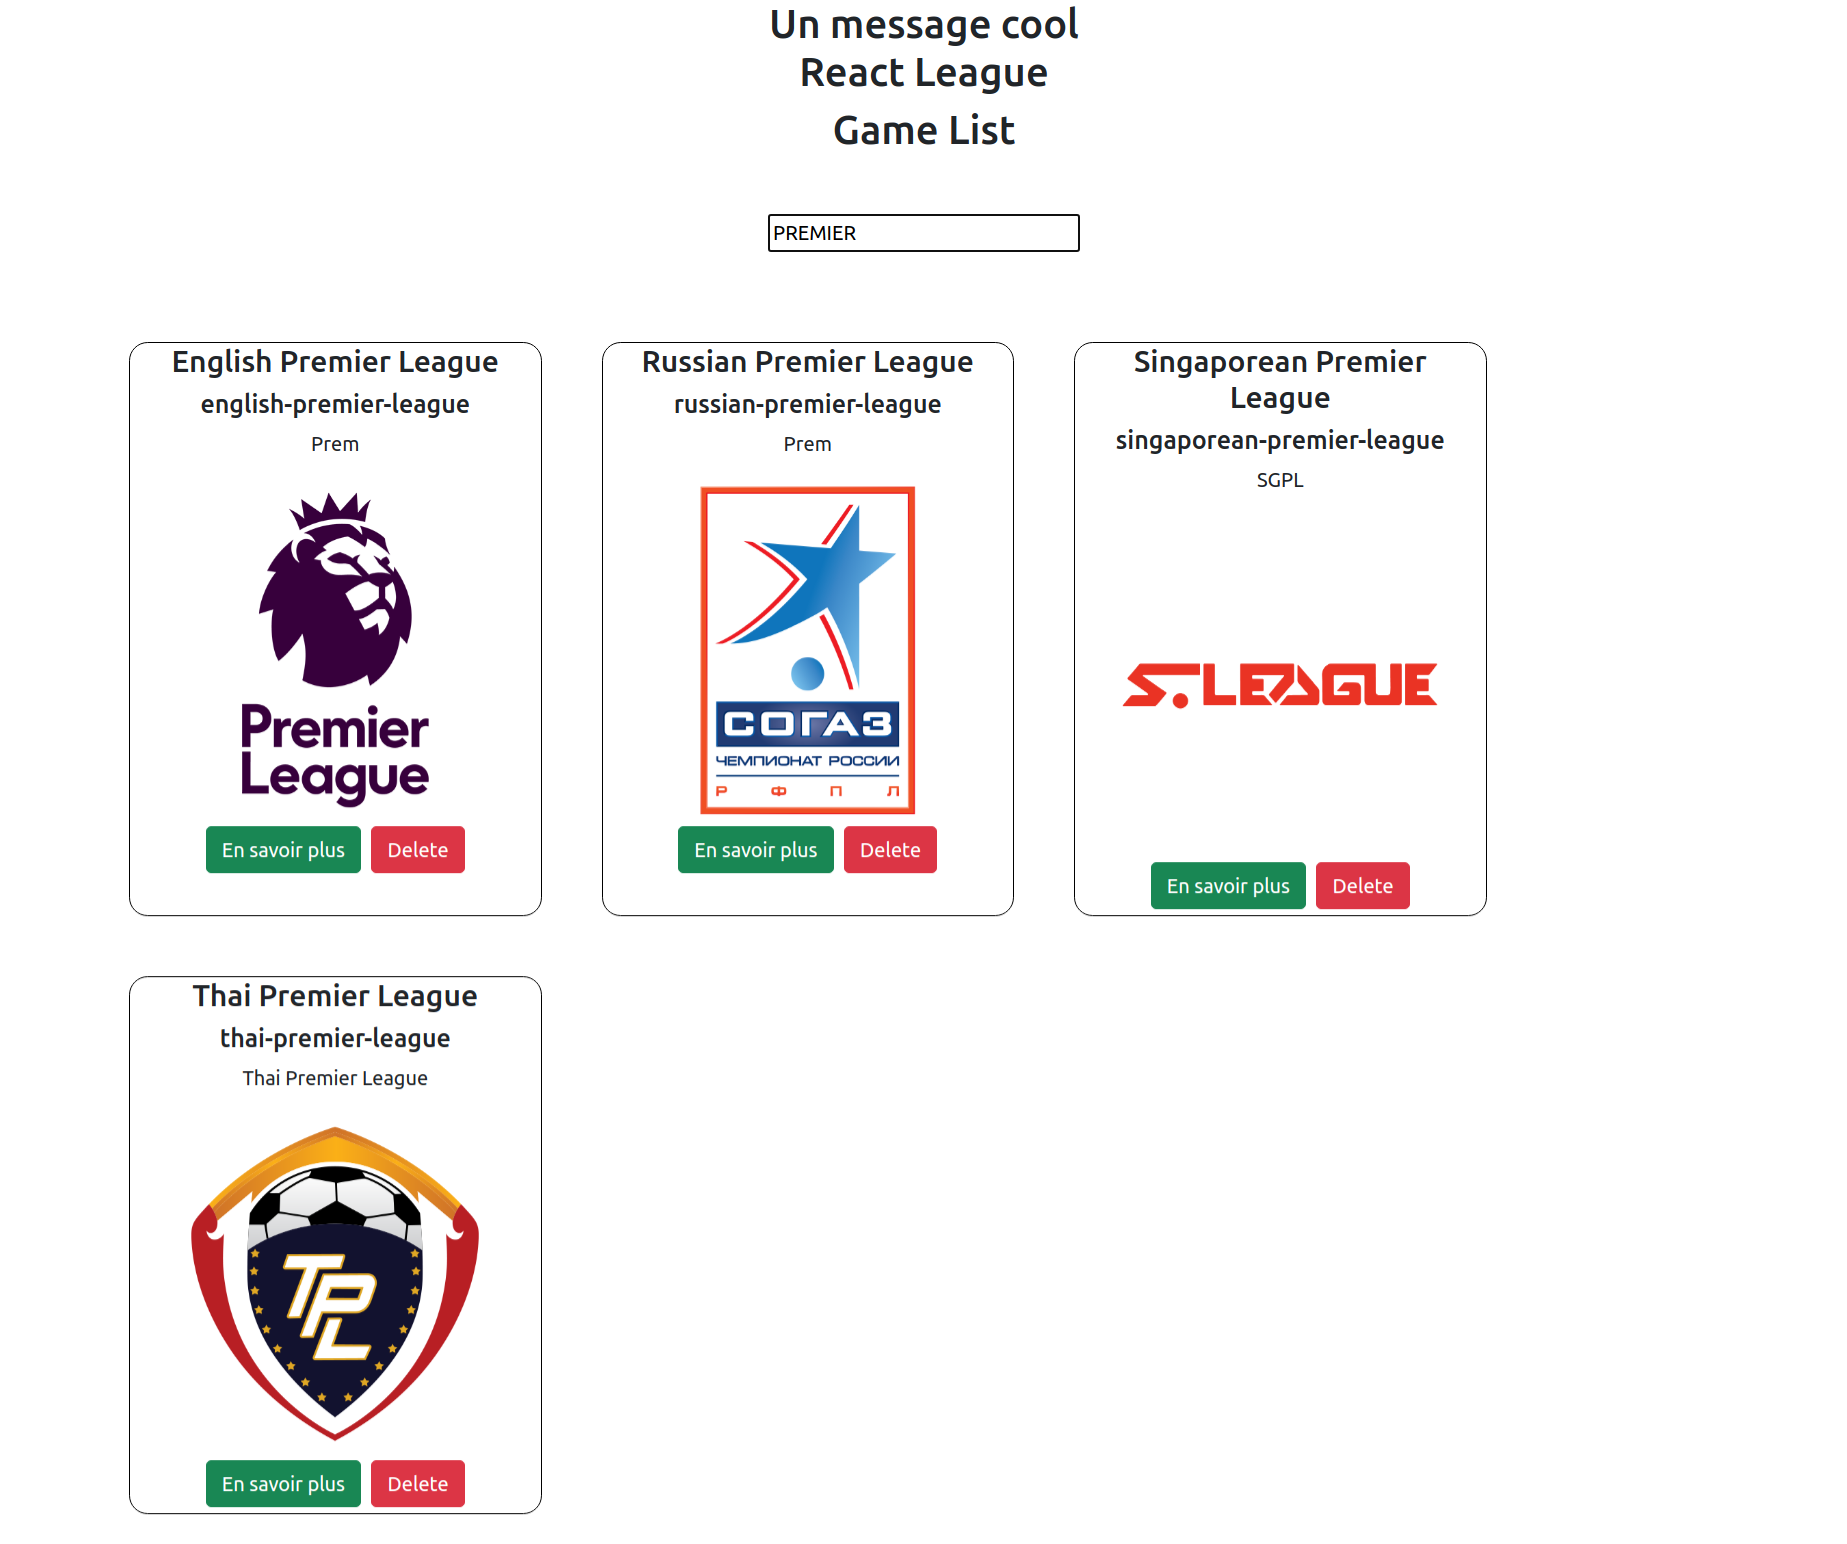 Un message cool
React League
Game List
PREMIER
English Premier League
english-premier-league
Prem
Premier
League
En savoir plus
Delete
Russian Premier League
russian-premier-league
Prem
СОГАЗ
ЧЕМПИОНАТ РОССИИ
Р Ф П Л
En savoir plus
Delete
Singaporean Premier
League
singaporean-premier-league
SGPL
S.LEAGUE
En savoir plus
Delete
Thai Premier League
thai-premier-league
Thai Premier League
TPL
En savoir plus
Delete